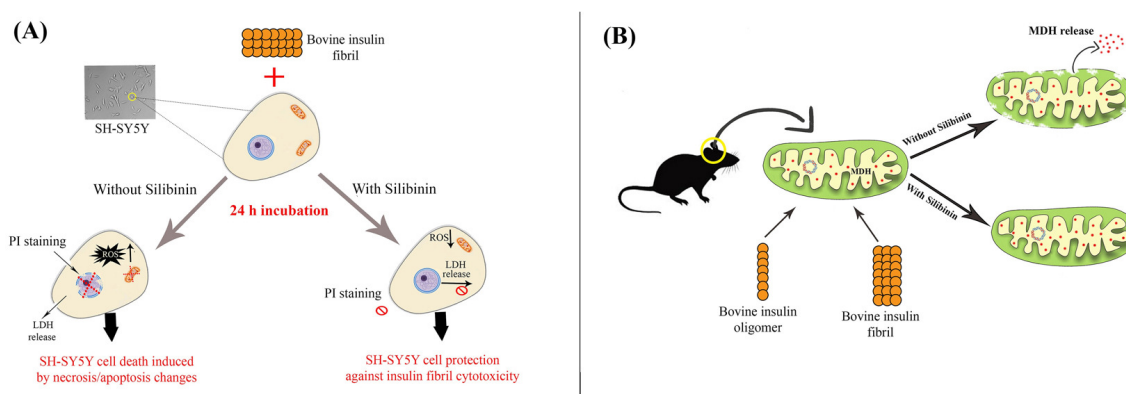 (A)
Bovine insulin
fibril
SH-SY5Y
Without Silibinin
With Silibinin
24 h incubation
PI staining
ROS
LDH
release
SH-SY5Y cell death induced
by necrosis/apoptosis changes
ROS
LDH
release
PI staining
SH-SY5Y cell protection
against insulin fibril cytotoxicity
(B)
MDH release
Without Silibinin
MDH
With Silibinin
Bovine insulin
oligomer
Bovine insulin
fibril